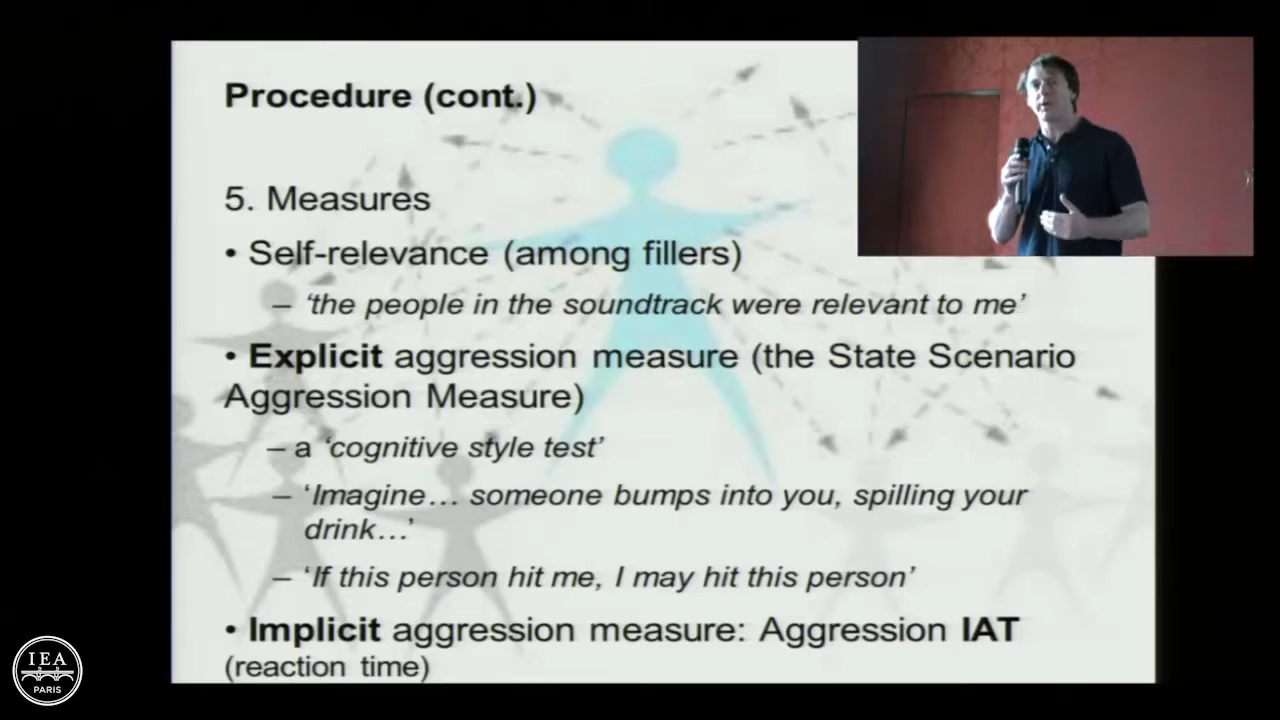 Procedure (cont.)
5. Measures
• Self-relevance (among fillers)
– ‘the people in the soundtrack were relevant to me’
• Explicit aggression measure (the State Scenario
Aggression Measure)
– a ‘cognitive style test’
– ‘Imagine… someone bumps into you, spilling your
drink…’
– ‘If this person hit me, I may hit this person’
• Implicit aggression measure: Aggression IAT
(reaction time)
IEA
PARIS